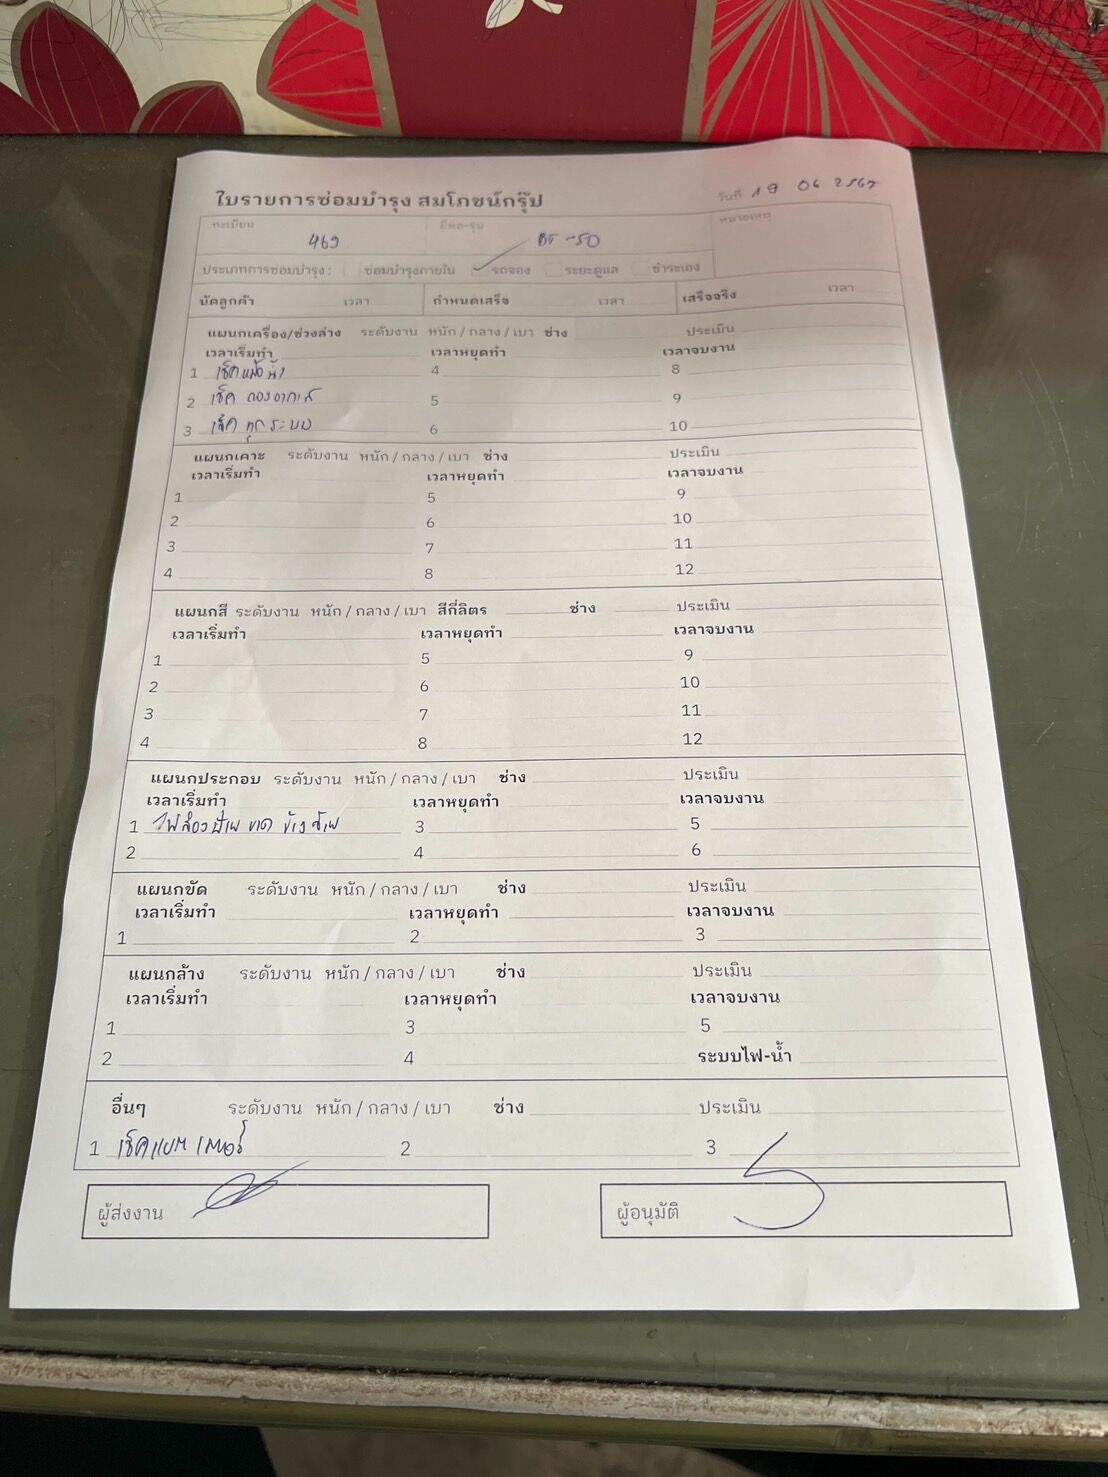 ใบรายการซ่อมบำรุง สมโภชน์กรุ๊ป
วันที่ 19 06 2567
ทะเบียน 469 ยี่ห้อ-รุ่น BT-50 หมายเหตุ
ประเภทการซ่อมบำรุง : ซ่อมบำรุงภายใน รถจอง ระยะดูแล ชำระเอง
นัดลูกค้า เวลา กำหนดเสร็จ เวลา เสร็จจริง เวลา
แผนกเครื่อง/ช่วงล่าง ระดับงาน หนัก / กลาง / เบา ช่าง ประเมิน
เวลาเริ่มทำ เวลาหยุดทำ เวลาจบงาน
1 เช็ค 4 8
2 เช็ค กรองอากาศ 5 9
3 เช็ค ทุกระบบ 6 10
แผนกเคาะ ระดับงาน หนัก / กลาง / เบา ช่าง ประเมิน
เวลาเริ่มทำ เวลาหยุดทำ เวลาจบงาน
1 5 9
2 6 10
3 7 11
4 8 12
แผนกสี ระดับงาน หนัก / กลาง / เบา สีกี่ลิตร ช่าง ประเมิน
เวลาเริ่มทำ เวลาหยุดทำ เวลาจบงาน
1 5 9
2 6 10
3 7 11
4 8 12
แผนกประกอบ ระดับงาน หนัก / กลาง / เบา ช่าง ประเมิน
เวลาเริ่มทำ เวลาหยุดทำ เวลาจบงาน
1 ไฟส่องป้าย ขาด ข้างซ้าย 3 5
2 4 6
แผนกขัด ระดับงาน หนัก / กลาง / เบา ช่าง ประเมิน
เวลาเริ่มทำ เวลาหยุดทำ เวลาจบงาน
1 2 3
แผนกล้าง ระดับงาน หนัก / กลาง / เบา ช่าง ประเมิน
เวลาเริ่มทำ เวลาหยุดทำ เวลาจบงาน
1 3 5
2 4 ระบบไฟ-น้ำ
อื่นๆ ระดับงาน หนัก / กลาง / เบา ช่าง ประเมิน
1 เช็คแบตเตอรี่ 2 3
ผู้ส่งงาน ผู้อนุมัติ